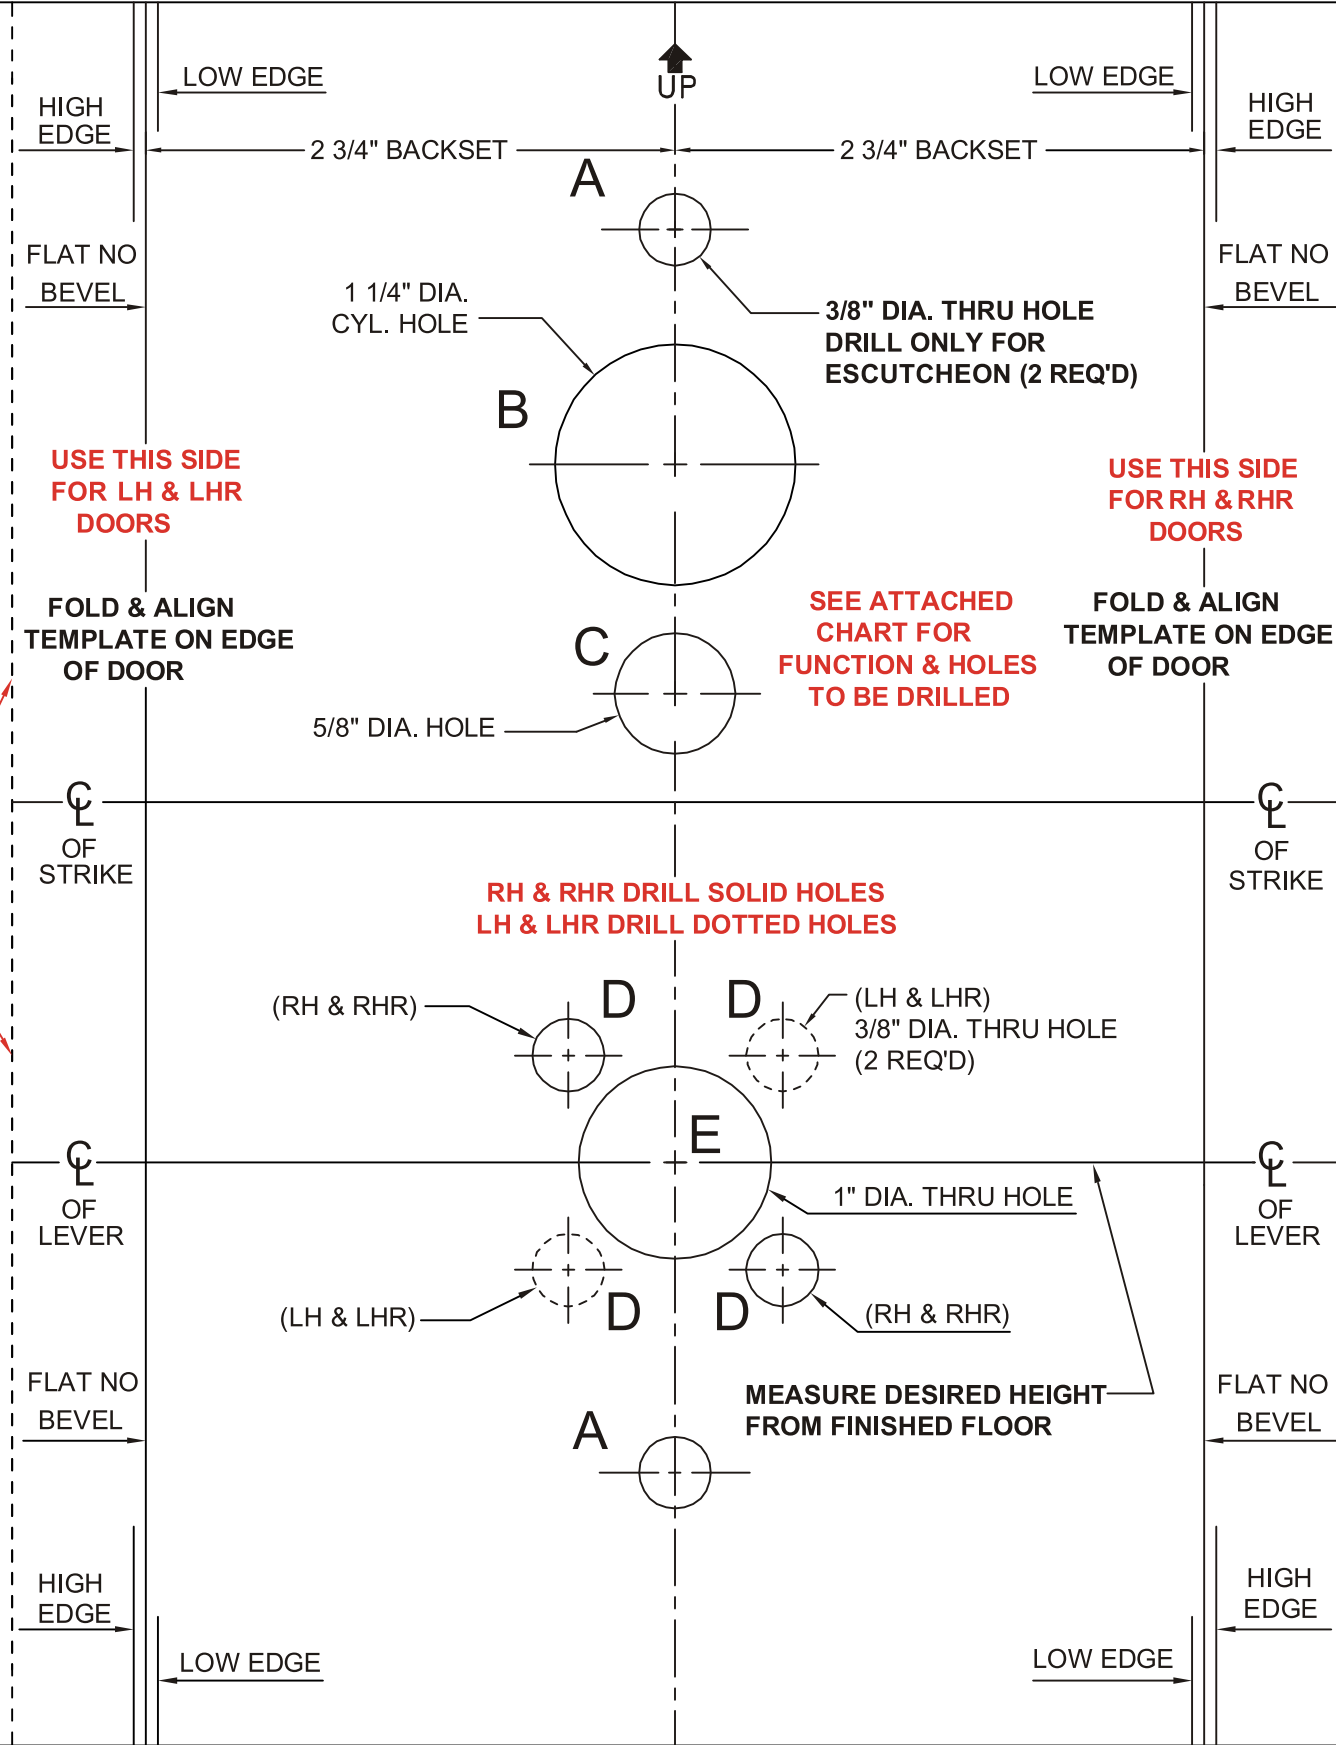 UP
LOW EDGE
LOW EDGE
HIGH
EDGE
HIGH
EDGE
2 3/4" BACKSET
2 3/4" BACKSET
A
FLAT NO
BEVEL
FLAT NO
BEVEL
1 1/4" DIA.
CYL. HOLE
3/8" DIA. THRU HOLE
DRILL ONLY FOR
ESCUTCHEON (2 REQ'D)
B
USE THIS SIDE
FOR LH & LHR
DOORS
USE THIS SIDE
FOR RH & RHR
DOORS
FOLD & ALIGN
TEMPLATE ON EDGE
OF DOOR
SEE ATTACHED
CHART FOR
FUNCTION & HOLES
TO BE DRILLED
FOLD & ALIGN
TEMPLATE ON EDGE
OF DOOR
C
5/8" DIA. HOLE
CL
OF
STRIKE
CL
OF
STRIKE
RH & RHR DRILL SOLID HOLES
LH & LHR DRILL DOTTED HOLES
(RH & RHR)
D
D
(LH & LHR)
3/8" DIA. THRU HOLE
(2 REQ'D)
E
CL
OF
LEVER
CL
OF
LEVER
1" DIA. THRU HOLE
(LH & LHR)
D
D
(RH & RHR)
FLAT NO
BEVEL
MEASURE DESIRED HEIGHT
FROM FINISHED FLOOR
FLAT NO
BEVEL
A
HIGH
EDGE
HIGH
EDGE
LOW EDGE
LOW EDGE